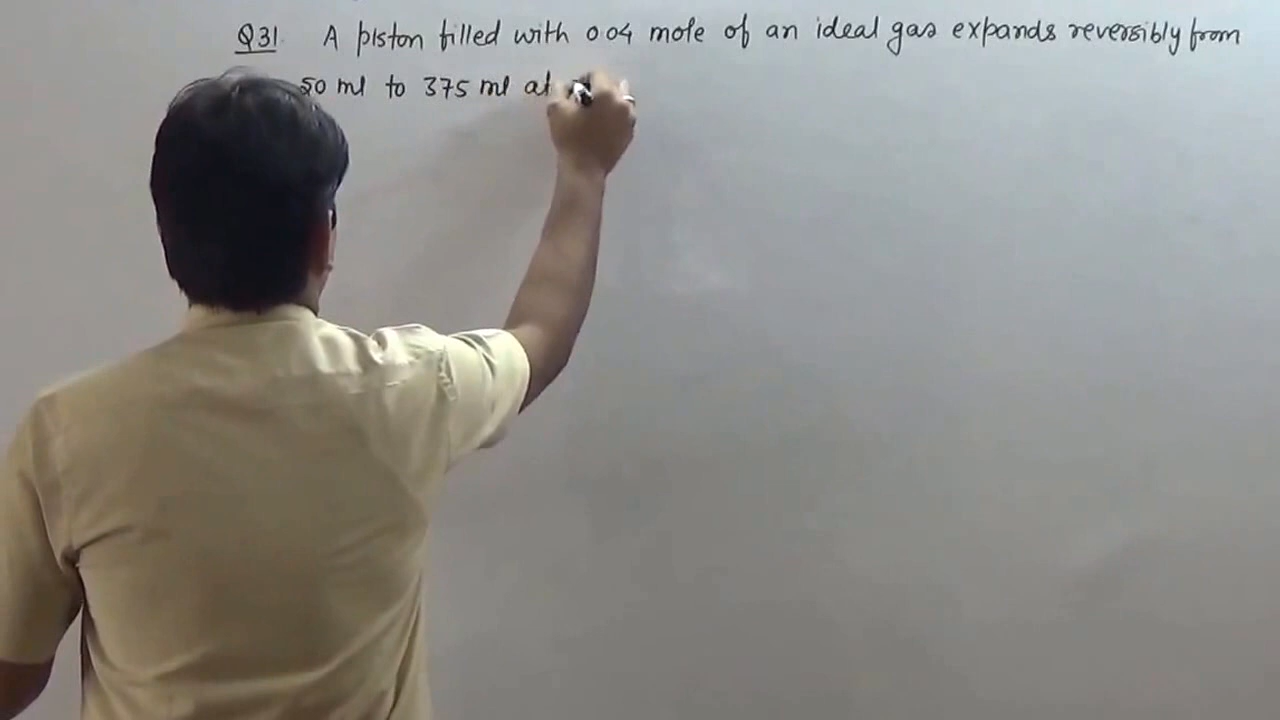 Q31. A piston filled with 0.04 mole of an ideal gas expands reversibly from
50 ml to 375 ml at